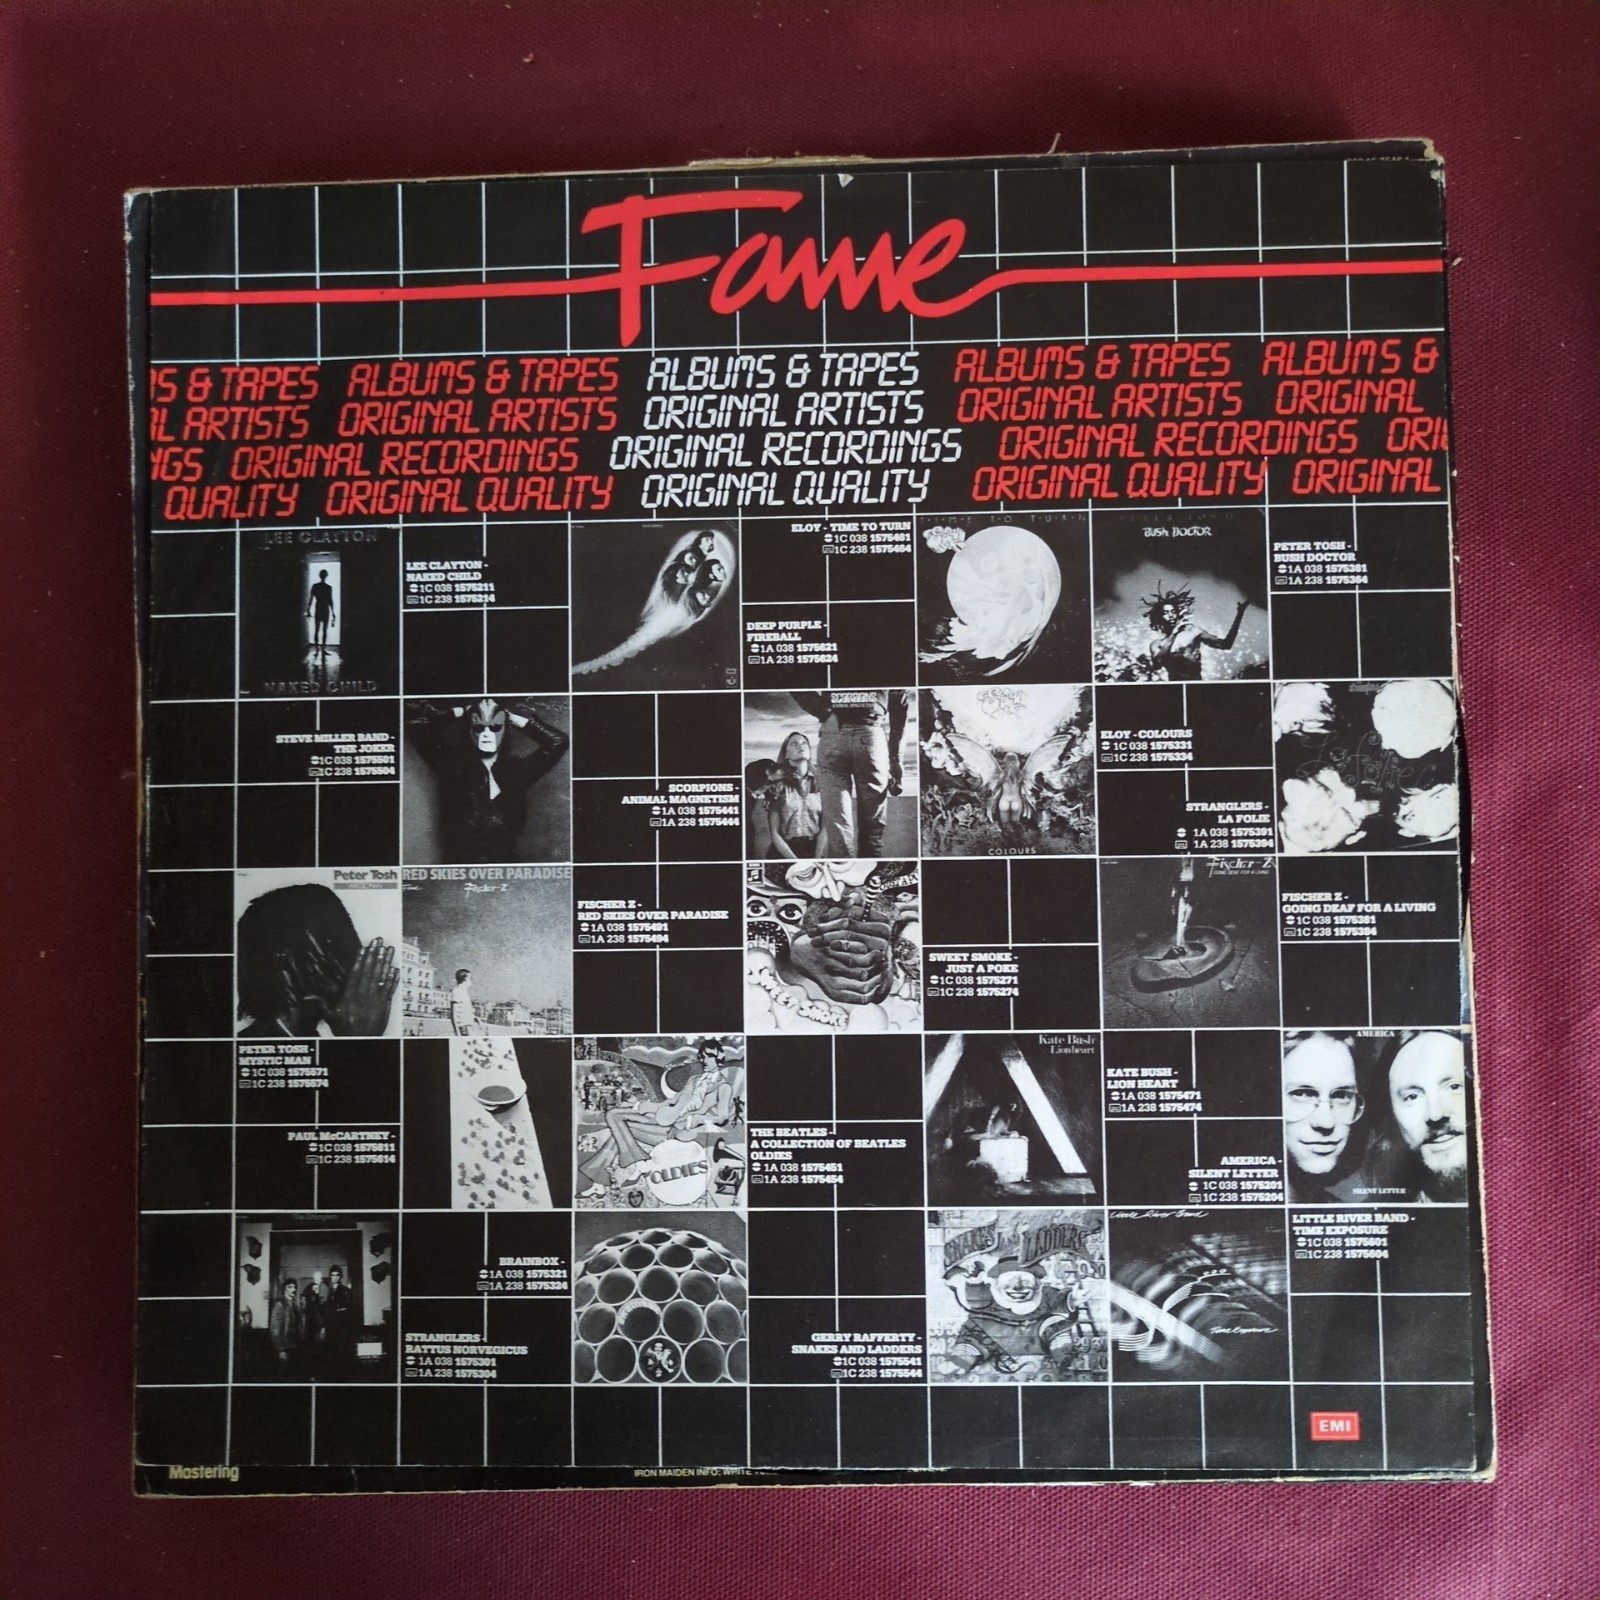 Fame
S & TAPES ALBUMS & TAPES ALBUMS & TAPES ALBUMS & TAPES ALBUMS &
L ARTISTS ORIGINAL ARTISTS ORIGINAL ARTISTS ORIGINAL ARTISTS ORIGINAL
NGS ORIGINAL RECORDINGS ORIGINAL RECORDINGS ORIGINAL RECORDINGS ORI
QUALITY ORIGINAL QUALITY ORIGINAL QUALITY ORIGINAL QUALITY ORIGINAL
LEE CLAYTON
NAKED CHILD
LEE CLAYTON -
NAKED CHILD
1C 038 1575211
1C 238 1575214
ELOY - TIME TO TURN
1C 038 1575461
1C 238 1575464
DEEP PURPLE -
FIREBALL
1A 038 1575621
1A 238 1575624
TIME TO TURN
BUSH DOCTOR
PETER TOSH -
BUSH DOCTOR
1A 038 1575361
1A 238 1575364
STEVE MILLER BAND -
THE JOKER
1C 038 1575501
1C 238 1575504
SCORPIONS -
ANIMAL MAGNETISM
1A 038 1575441
1A 238 1575444
SCORPIONS
COLOURS
ELOY - COLOURS
1C 038 1575331
1C 238 1575334
STRANGLERS -
LA FOLIE
1A 038 1575391
1A 238 1575394
Peter Tosh
RED SKIES OVER PARADISE
Fischer-Z
FISCHER Z -
RED SKIES OVER PARADISE
1A 038 1575491
1A 238 1575494
SWEET SMOKE -
JUST A POKE
1C 038 1575271
1C 238 1575274
Fischer-Z
GOING DEAF FOR A LIVING
FISCHER Z -
GOING DEAF FOR A LIVING
1C 038 1575381
1C 238 1575384
PETER TOSH -
MYSTIC MAN
1C 038 1575571
1C 238 1575574
PAUL McCARTNEY -
1C 038 1575611
1C 238 1575614
OLDIES
THE BEATLES -
A COLLECTION OF BEATLES
OLDIES
1A 038 1575451
1A 238 1575454
Kate Bush
Lionheart
KATE BUSH -
LION HEART
1A 038 1575471
1A 238 1575474
AMERICA -
SILENT LETTER
1C 038 1575201
1C 238 1575204
AMERICA
SILENT LETTER
BRAINBOX -
1A 038 1575321
1A 238 1575324
STRANGLERS -
RATTUS NORVEGICUS
1A 038 1575301
1A 238 1575304
GERRY RAFFERTY -
SNAKES AND LADDERS
1C 038 1575541
1C 238 1575544
SNAKES AND LADDERS
Little River Band
Time Exposure
LITTLE RIVER BAND -
TIME EXPOSURE
1C 038 1575601
1C 238 1575604
EMI
Mastering
IRON MAIDEN INFO: WRITE